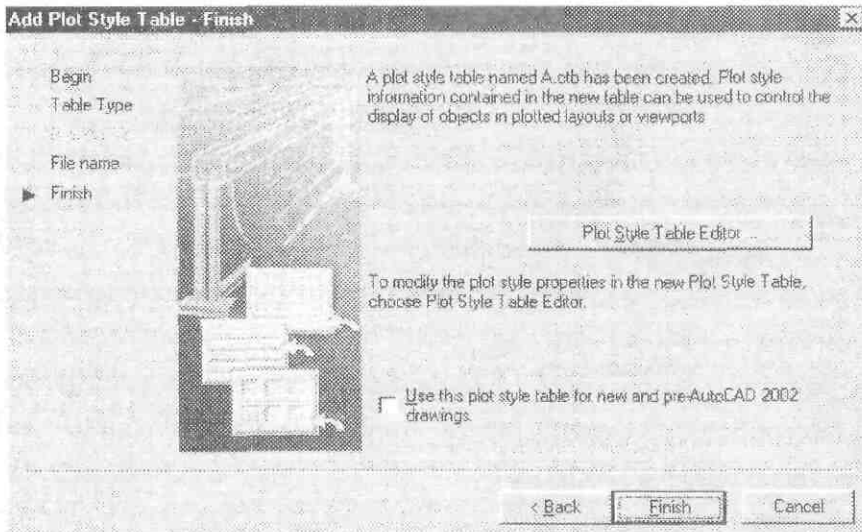 Add Plot Style Table - Finish
Begin
Table Type
File name
Finish
A plot style table named A.ctb has been created. Plot style
information contained in the new table can be used to control the
display of objects in plotted layouts or viewports
Plot Style Table Editor ...
To modify the plot style properties in the new Plot Style Table,
choose Plot Style Table Editor.
Use this plot style table for new and pre-AutoCAD 2002
drawings.
< Back
Finish
Cancel